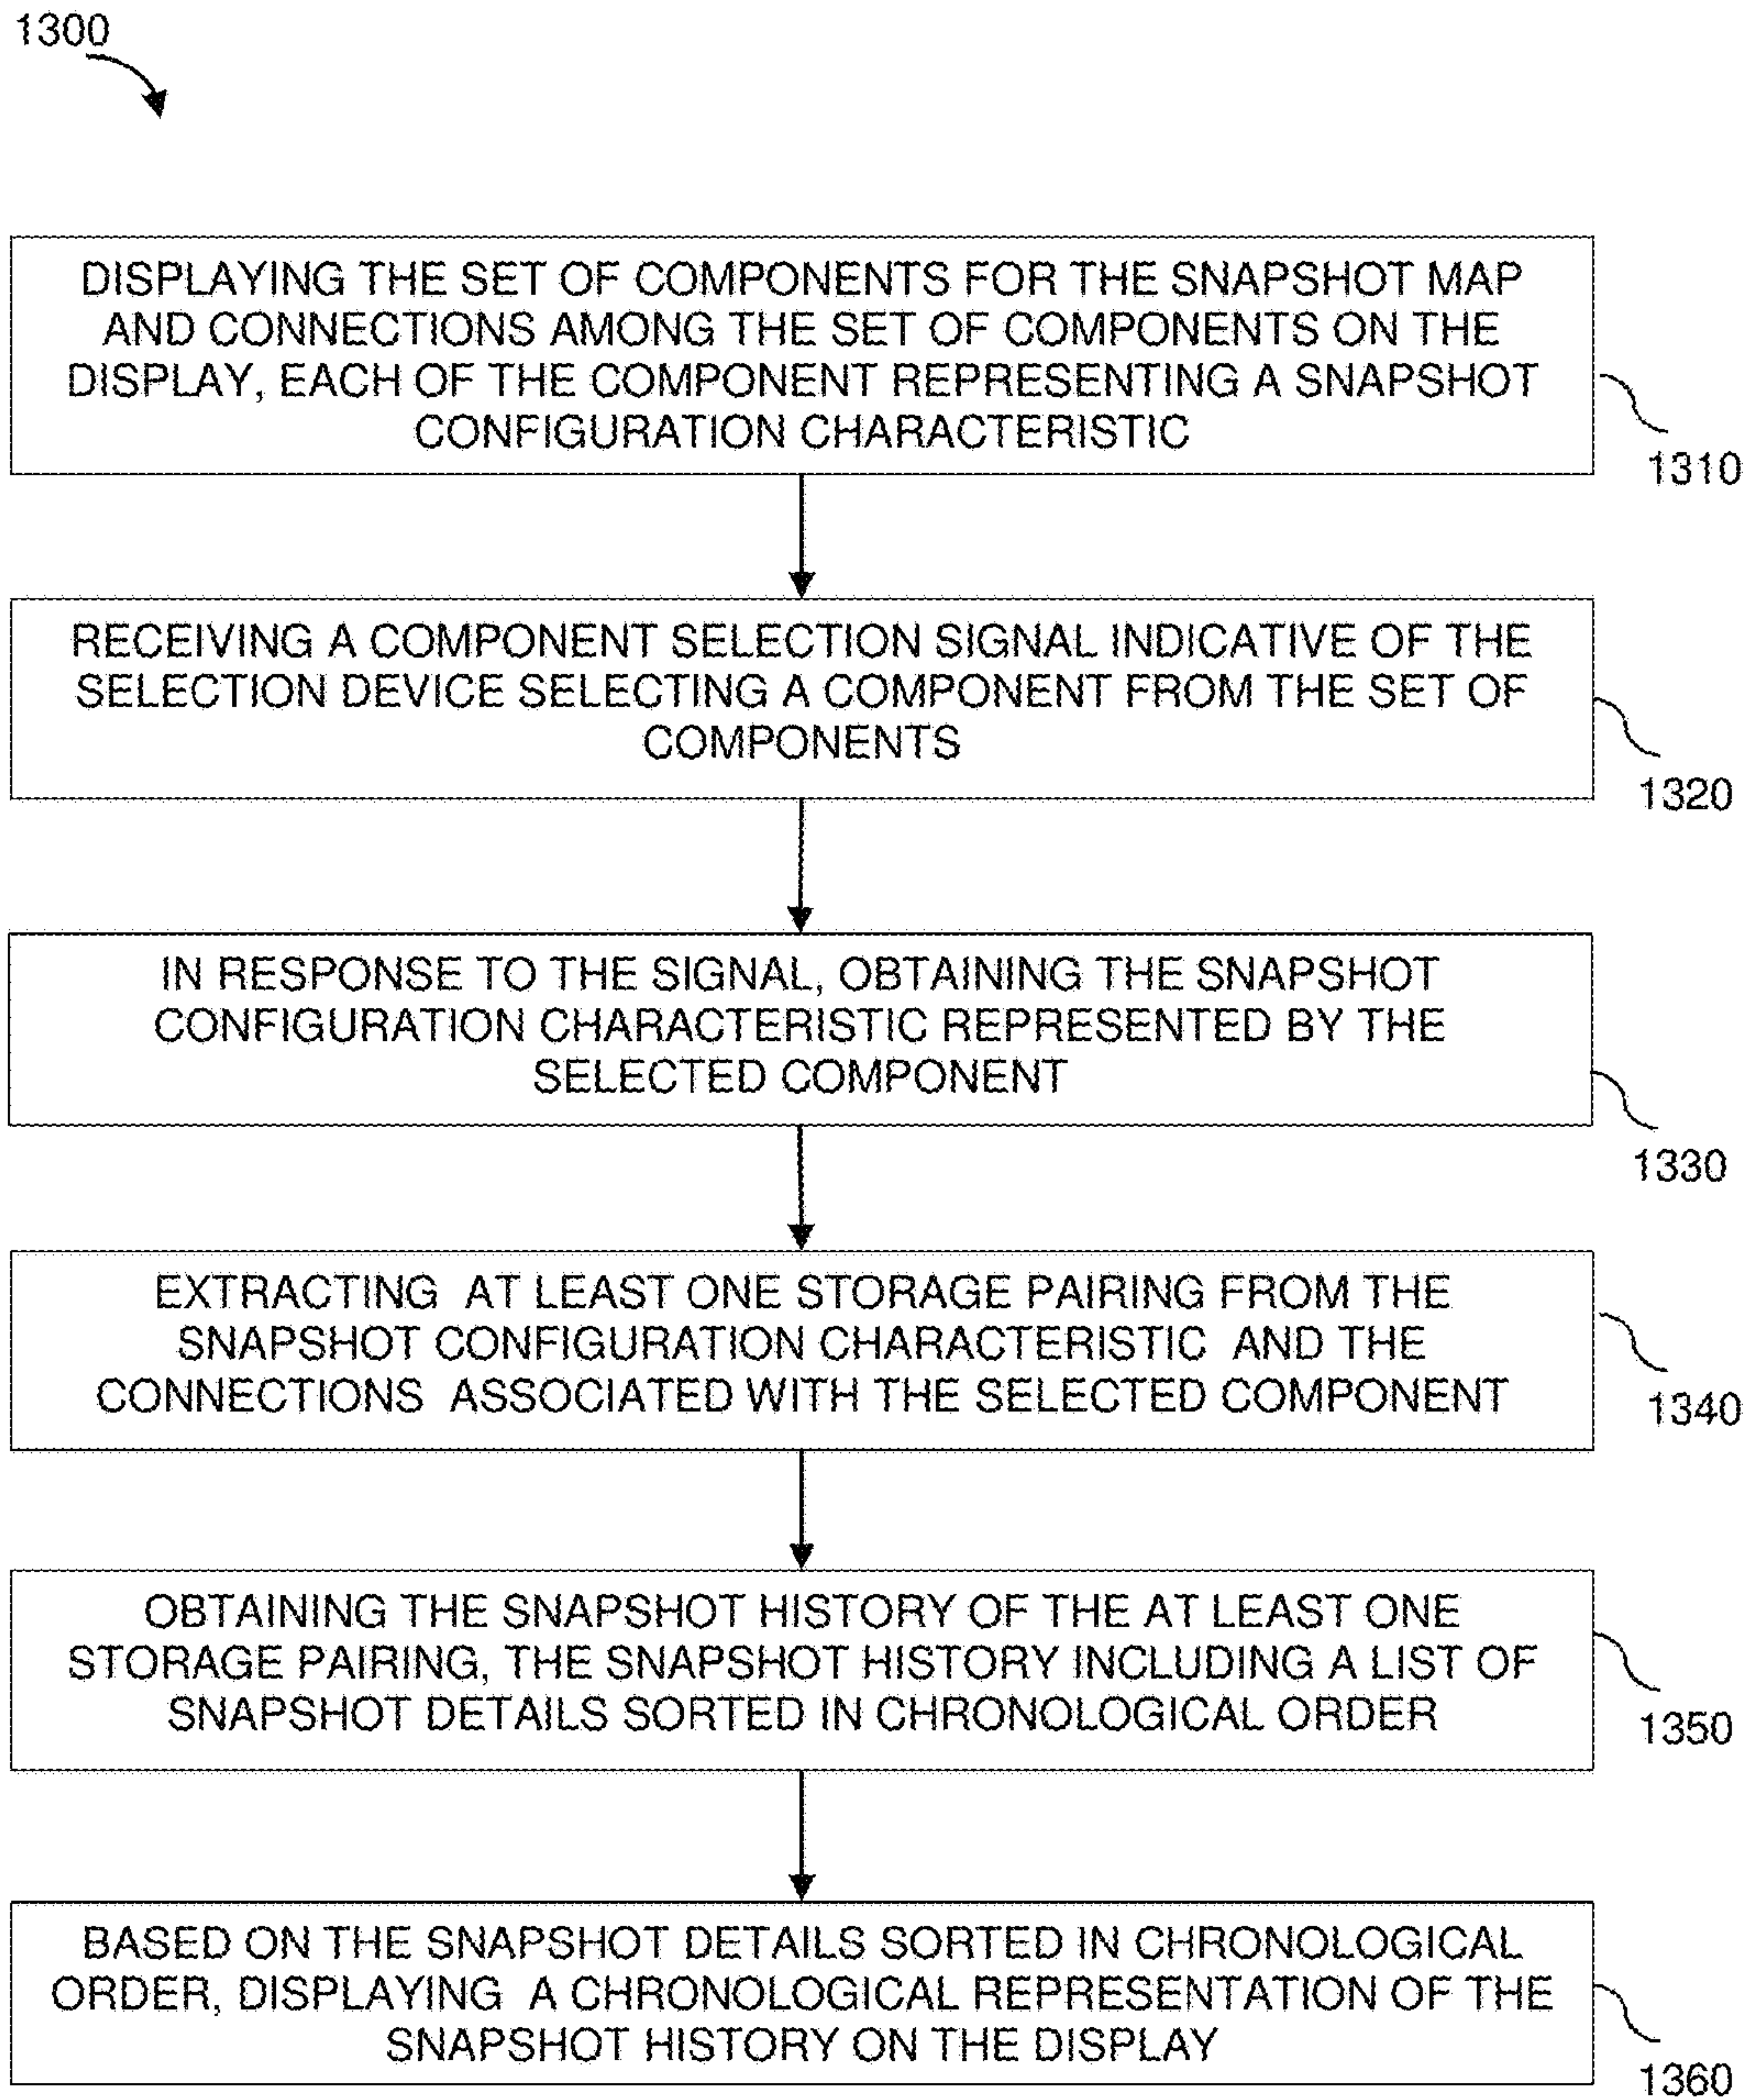 1300
DISPLAYING THE SET OF COMPONENTS FOR THE SNAPSHOT MAP
AND CONNECTIONS AMONG THE SET OF COMPONENTS ON THE
DISPLAY, EACH OF THE COMPONENT REPRESENTING A SNAPSHOT
CONFIGURATION CHARACTERISTIC
1310
RECEIVING A COMPONENT SELECTION SIGNAL INDICATIVE OF THE
SELECTION DEVICE SELECTING A COMPONENT FROM THE SET OF
COMPONENTS
1320
IN RESPONSE TO THE SIGNAL, OBTAINING THE SNAPSHOT
CONFIGURATION CHARACTERISTIC REPRESENTED BY THE
SELECTED COMPONENT
1330
EXTRACTING AT LEAST ONE STORAGE PAIRING FROM THE
SNAPSHOT CONFIGURATION CHARACTERISTIC AND THE
CONNECTIONS ASSOCIATED WITH THE SELECTED COMPONENT
1340
OBTAINING THE SNAPSHOT HISTORY OF THE AT LEAST ONE
STORAGE PAIRING, THE SNAPSHOT HISTORY INCLUDING A LIST OF
SNAPSHOT DETAILS SORTED IN CHRONOLOGICAL ORDER
1350
BASED ON THE SNAPSHOT DETAILS SORTED IN CHRONOLOGICAL
ORDER, DISPLAYING A CHRONOLOGICAL REPRESENTATION OF THE
SNAPSHOT HISTORY ON THE DISPLAY
1360